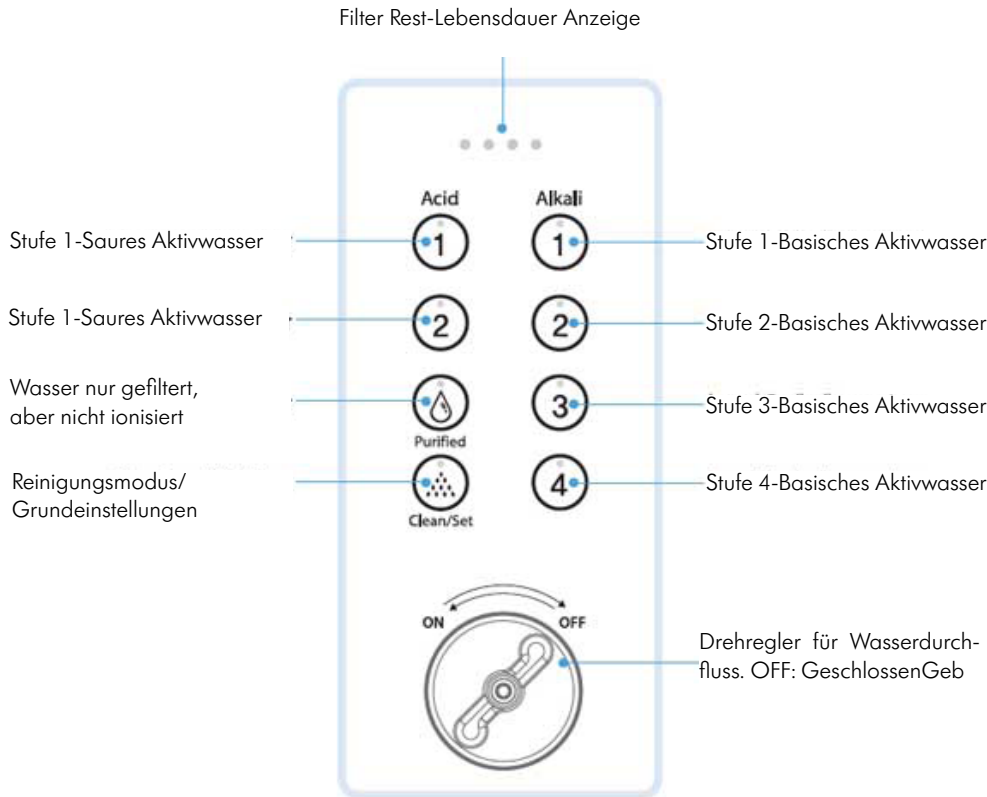 Filter Rest-Lebensdauer Anzeige
Acid
Alkali
Stufe 1-Saures Aktivwasser
1
1
Stufe 1-Basisches Aktivwasser
Stufe 1-Saures Aktivwasser
2
2
Stufe 2-Basisches Aktivwasser
Wasser nur gefiltert,
aber nicht ionisiert
Purified
3
Stufe 3-Basisches Aktivwasser
Reinigungsmodus/
Grundeinstellungen
Clean/Set
4
Stufe 4-Basisches Aktivwasser
ON
OFF
Drehregler für Wasserdurch-
fluss. OFF: GeschlossenGeb